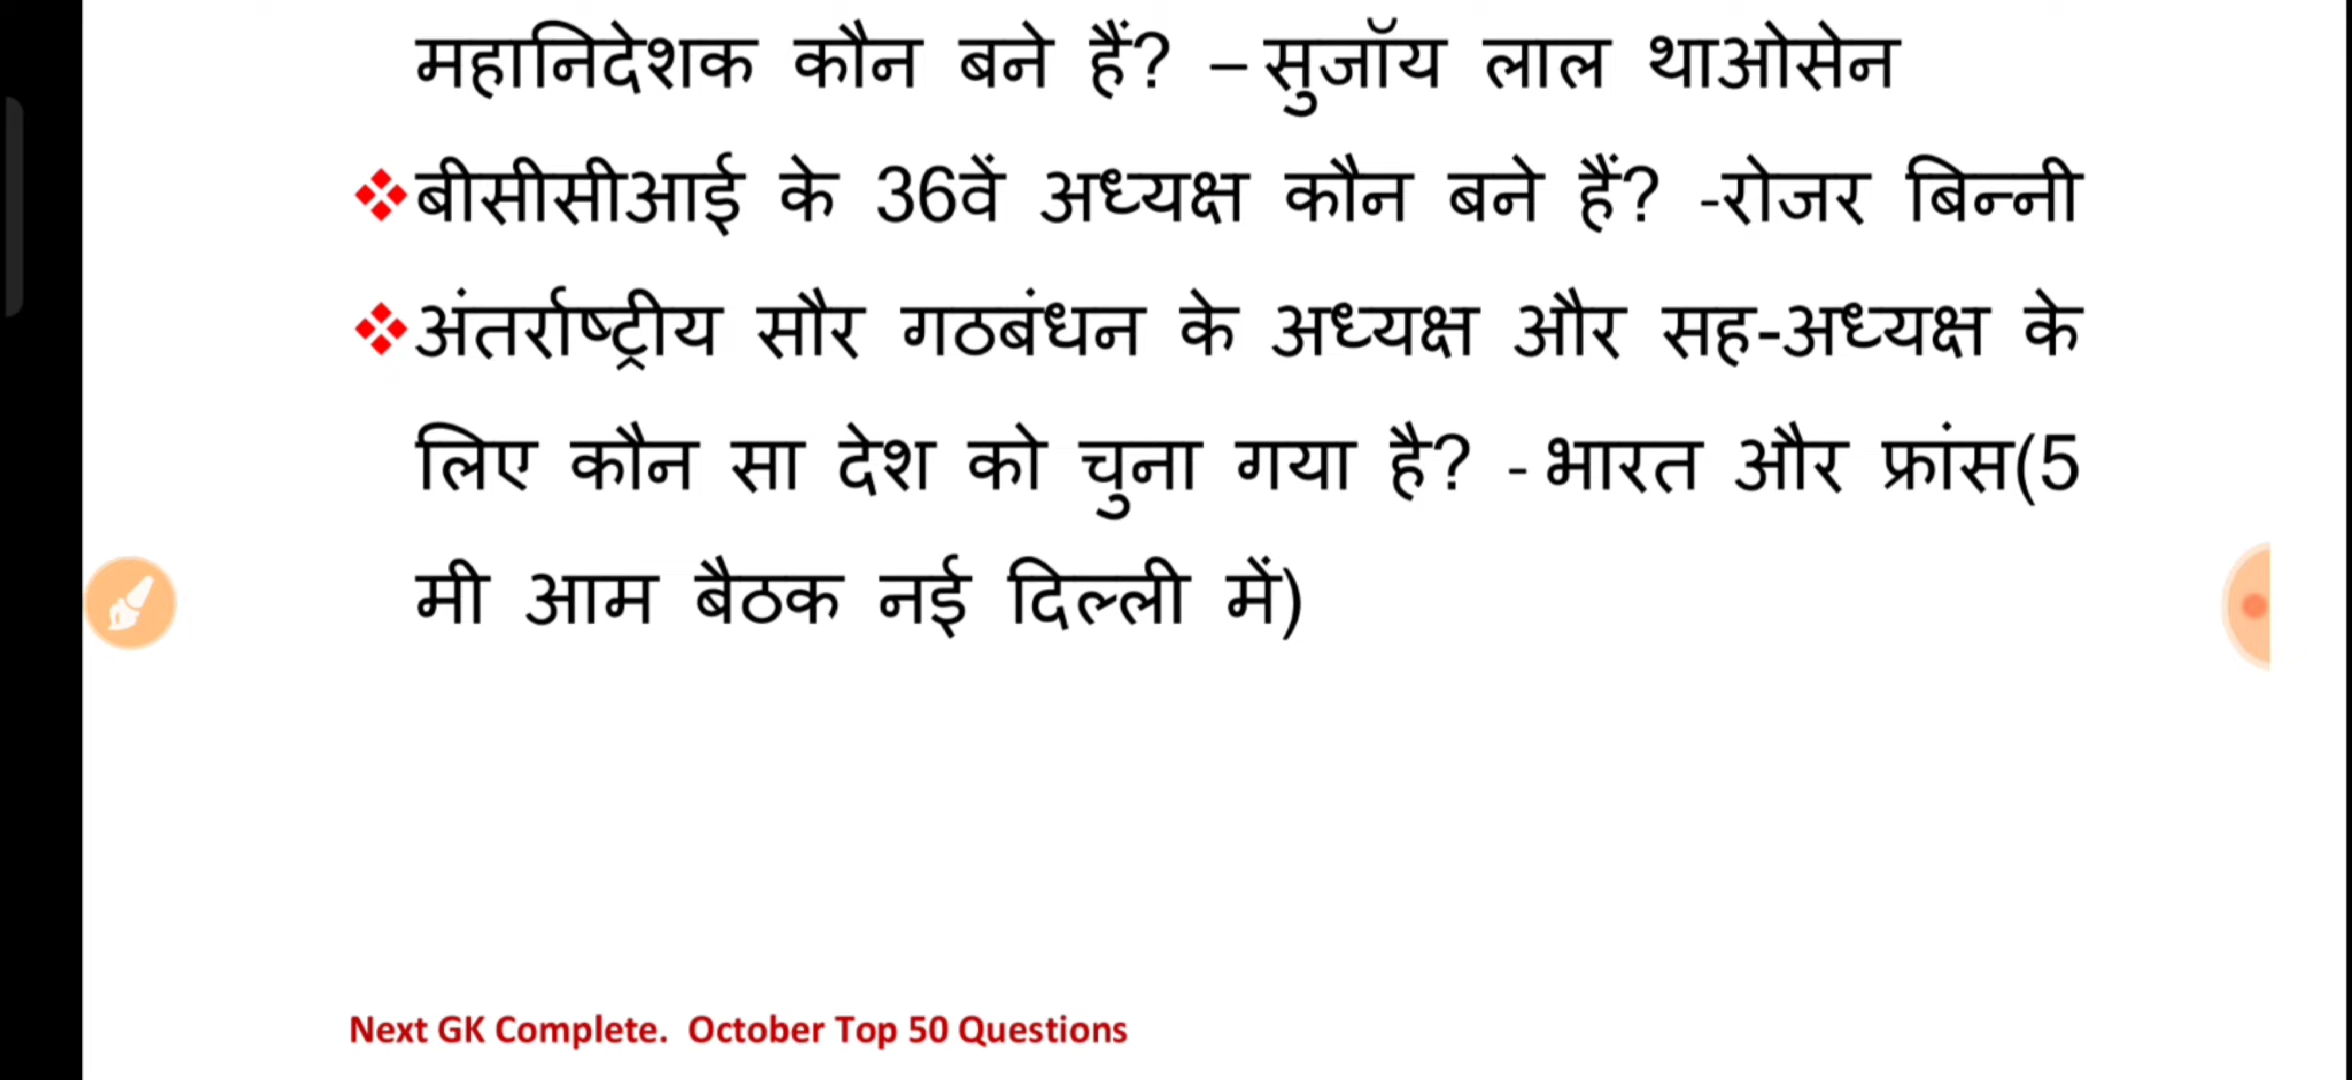 महानिदेशक कौन बने हैं? – सुजॉय लाल थाओसेन
❖बीसीसीआई के 36वें अध्यक्ष कौन बने हैं? -रोजर बिन्नी
❖अंतर्राष्ट्रीय सौर गठबंधन के अध्यक्ष और सह-अध्यक्ष के
लिए कौन सा देश को चुना गया है? - भारत और फ्रांस(5
मी आम बैठक नई दिल्ली में)
Next GK Complete. October Top 50 Questions